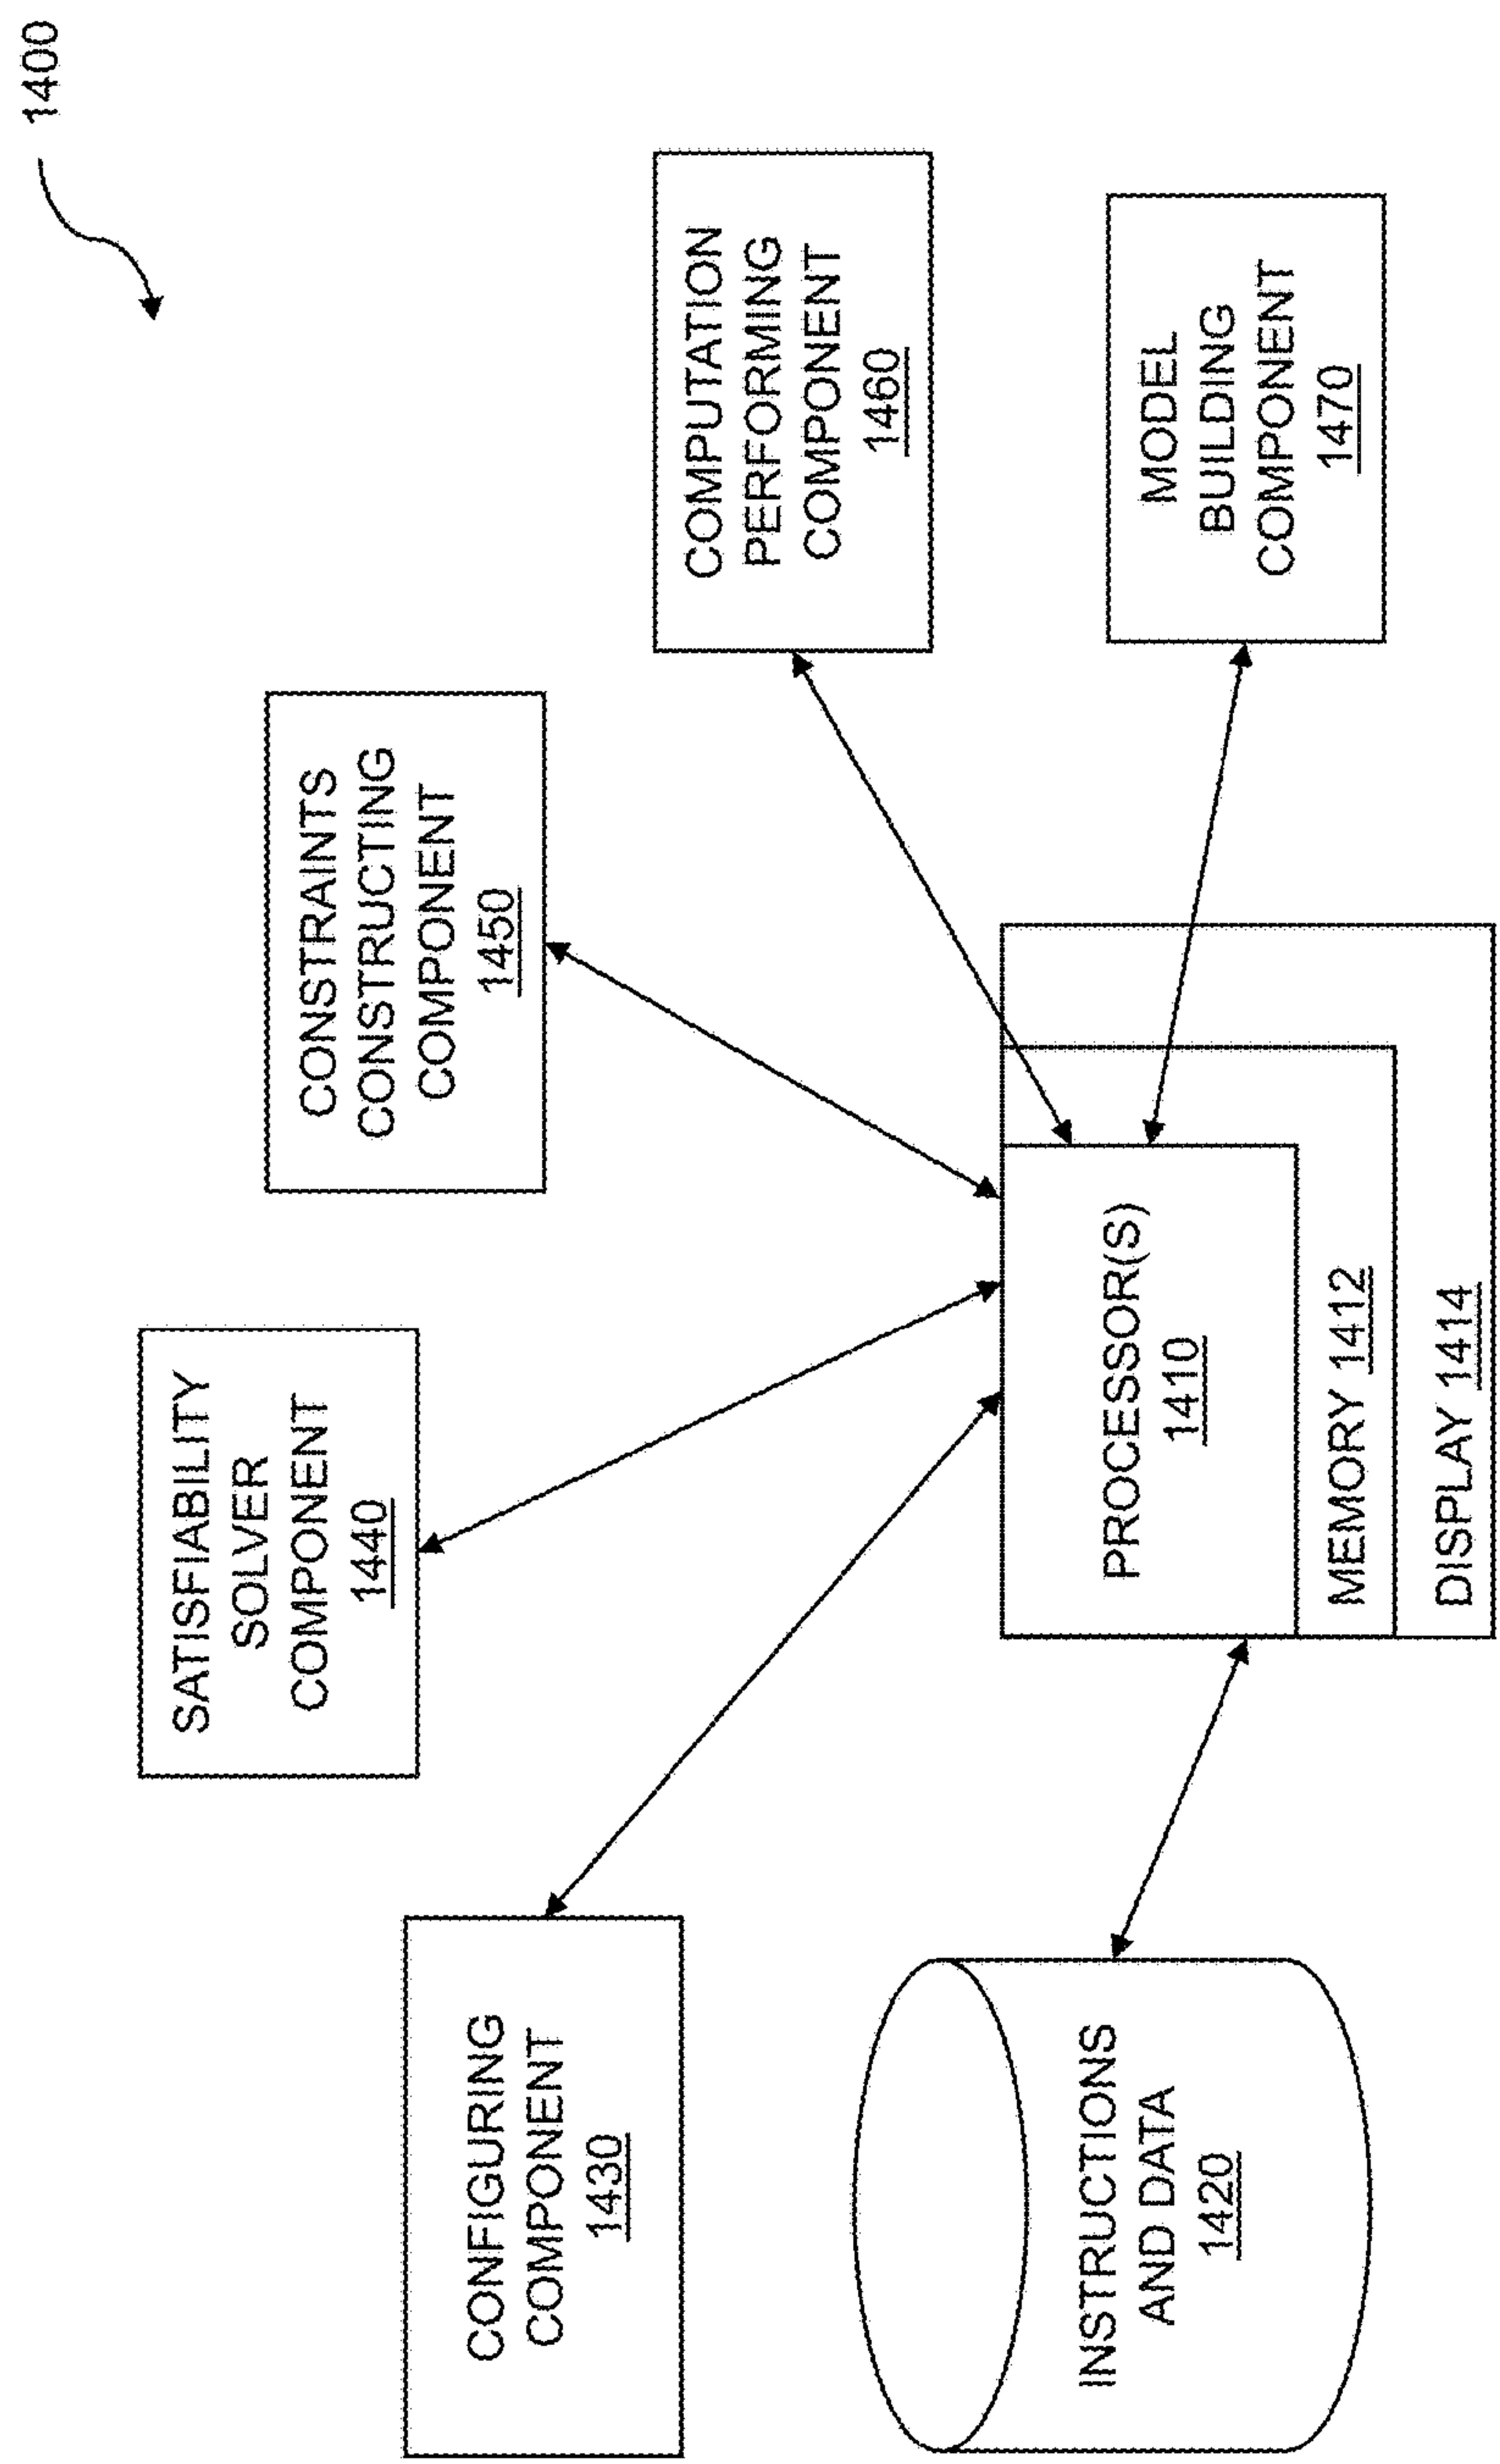 1400
CONFIGURING
COMPONENT
1430
SATISFIABILITY
SOLVER
COMPONENT
1440
CONSTRAINTS
CONSTRUCTING
COMPONENT
1450
COMPUTATION
PERFORMING
COMPONENT
1460
MODEL
BUILDING
COMPONENT
1470
INSTRUCTIONS
AND DATA
1420
PROCESSOR(S)
1410
MEMORY 1412
DISPLAY 1414